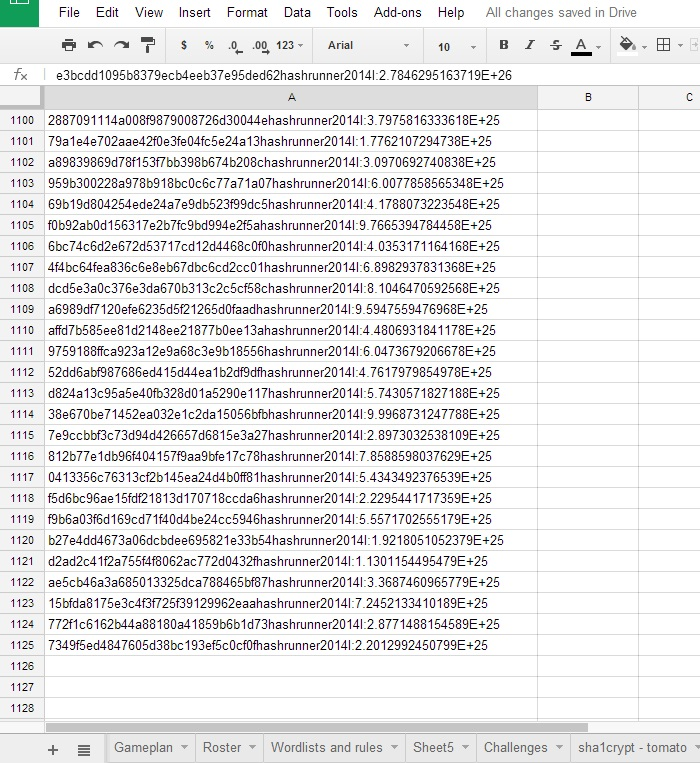 File Edit View Insert Format Data Tools Add-ons Help All changes saved in Drive
$ % .0 .00 123 Arial 10 B I S A
fx e3bcdd1095b8379ecb4eeb37e95ded62hashrunner2014l:2.7846295163719E+26
A B C
1100 2887091114a008f9879008726d30044ehashrunner2014l:3.7975816333618E+25
1101 79a1e4e702aae42f0e3fe04fc5e24a13hashrunner2014l:1.7762107294738E+25
1102 a89839869d78f153f7bb398b674b208chashrunner2014l:3.0970692740838E+25
1103 959b300228a978b918bc0c6c77a71a07hashrunner2014l:6.0077858565348E+25
1104 69b19d804254ede24a7e9db523f99dc5hashrunner2014l:4.1788073223548E+25
1105 f0b92ab0d156317e2b7fc9bd994e2f5ahashrunner2014l:9.7665394784458E+25
1106 6bc74c6d2e672d53717cd12d4468c0f0hashrunner2014l:4.0353171164168E+25
1107 4f4bc64fea836c6e8eb67dbc6cd2cc01hashrunner2014l:6.8982937831368E+25
1108 dcd5e3a0c376e3da670b313c2c5cf58chashrunner2014l:8.1046470592568E+25
1109 a6989df7120efe6235d5f21265d0faadhashrunner2014l:9.5947559476968E+25
1110 affd7b585ee81d2148ee21877b0ee13ahashrunner2014l:4.4806931841178E+25
1111 9759188ffca923a12e9a68c3e9b18556hashrunner2014l:6.0473679206678E+25
1112 52dd6abf987686ed415d44ea1b2df9dfhashrunner2014l:4.7617979854978E+25
1113 d824a13c95a5e40fb328d01a5290e117hashrunner2014l:5.7430571827188E+25
1114 38e670be71452ea032e1c2da15056bfbhashrunner2014l:9.9968731247788E+25
1115 7e9ccbbf3c73d94d426657d6815e3a27hashrunner2014l:2.8973032538109E+25
1116 812b77e1db96f404157f9aa9bfe17c78hashrunner2014l:7.8588598037629E+25
1117 0413356c76313cf2b145ea24d4b0ff81hashrunner2014l:5.4343492376539E+25
1118 f5d6bc96ae15fdf21813d170718ccda6hashrunner2014l:2.2295441717359E+25
1119 f9b6a03f6d169cd71f40d4be24cc5946hashrunner2014l:5.5571702555179E+25
1120 b27e4dd4673a06dcbdee695821e33b54hashrunner2014l:1.9218051052379E+25
1121 d2ad2c41f2a755f4f8062ac772d0432fhashrunner2014l:1.1301154495479E+25
1122 ae5cb46a3a685013325dca788465bf87hashrunner2014l:3.3687460965779E+25
1123 15bfda8175e3c4f3f725f39129962eaahashrunner2014l:7.2452133410189E+25
1124 772f1c6162b44a88180a41859b6b1d73hashrunner2014l:2.8771488154589E+25
1125 7349f5ed4847605d38bc193ef5c0cf0fhashrunner2014l:2.2012992450799E+25
1126
1127
1128
+ Gameplan Roster Wordlists and rules Sheet5 Challenges sha1crypt - tomato